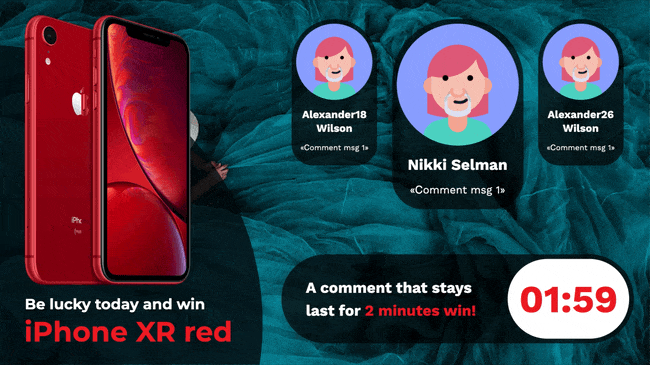 Alexander18
Wilson
«Comment msg 1»
Nikki Selman
«Comment msg 1»
Alexander26
Wilson
«Comment msg 1»
Be lucky today and win
iPhone XR red
A comment that stays
last for 2 minutes win!
01:59